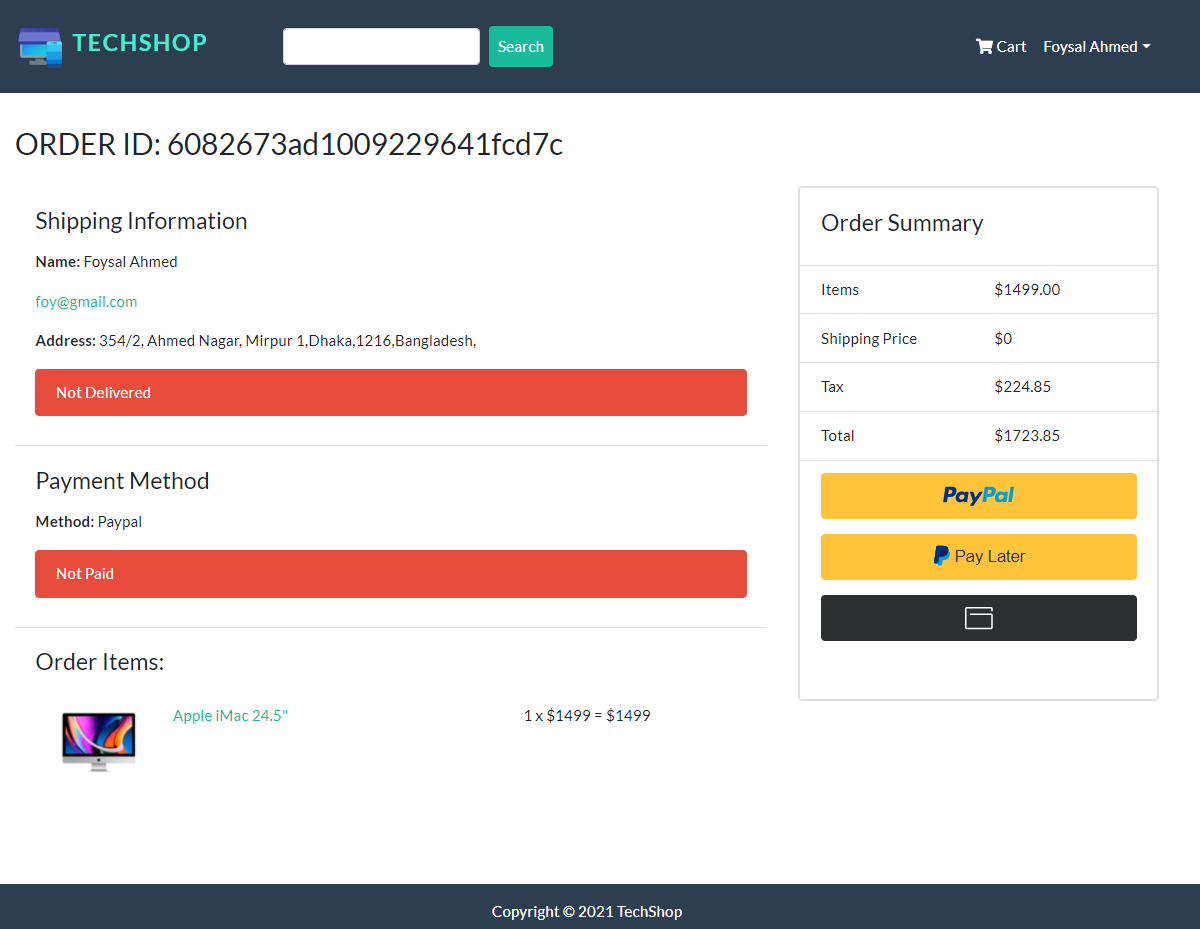 TECHSHOP
Search
Cart
Foysal Ahmed
ORDER ID: 6082673ad1009229641fcd7c
Shipping Information
Name: Foysal Ahmed
foy@gmail.com
Address: 354/2, Ahmed Nagar, Mirpur 1,Dhaka,1216,Bangladesh,
Not Delivered
Payment Method
Method: Paypal
Not Paid
Order Items:
Apple iMac 24.5" 1 x $1499 = $1499
Order Summary
Items $1499.00
Shipping Price $0
Tax $224.85
Total $1723.85
PayPal
Pay Later
Copyright © 2021 TechShop